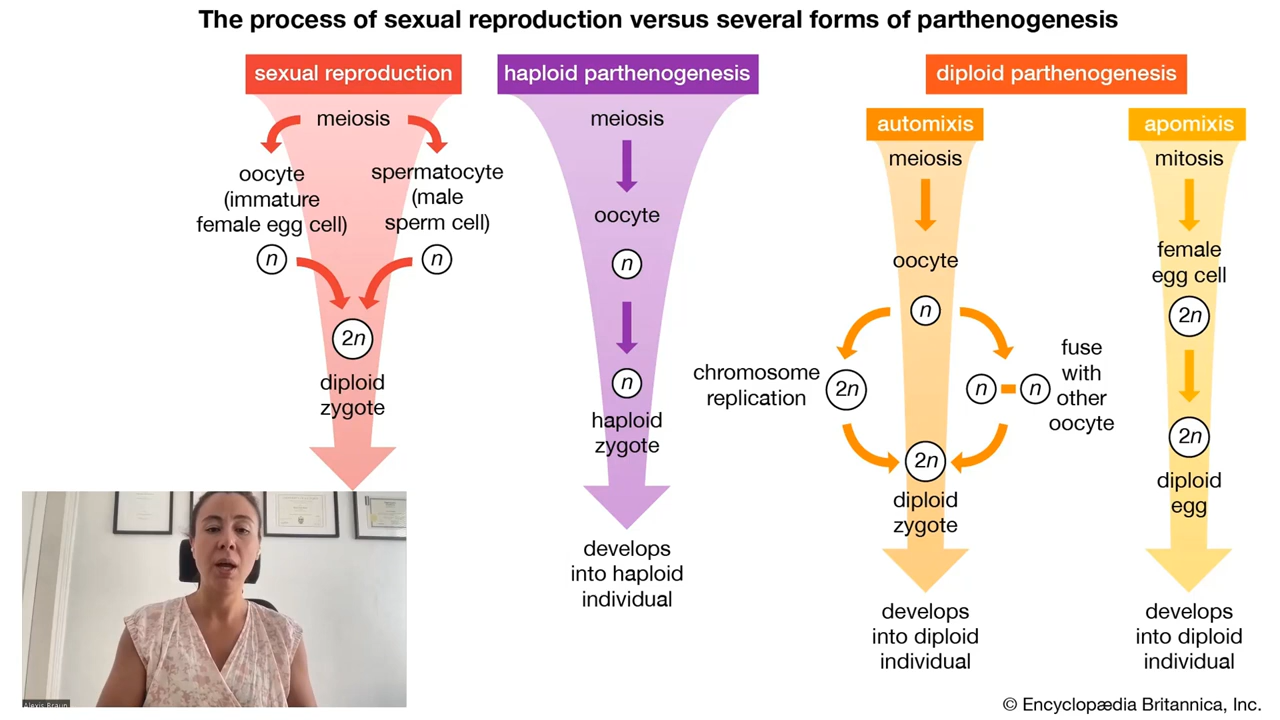 The process of sexual reproduction versus several forms of parthenogenesis
sexual reproduction
meiosis
oocyte
(immature
female egg cell)
spermatocyte
(male
sperm cell)
n
n
2n
diploid
zygote
haploid parthenogenesis
meiosis
oocyte
n
n
haploid
zygote
develops
into haploid
individual
diploid parthenogenesis
automixis
meiosis
oocyte
n
chromosome
replication
2n
n
n
fuse
with
other
oocyte
2n
diploid
zygote
develops
into diploid
individual
apomixis
mitosis
female
egg cell
2n
2n
diploid
egg
develops
into diploid
individual
Alexis Braun
© Encyclopædia Britannica, Inc.